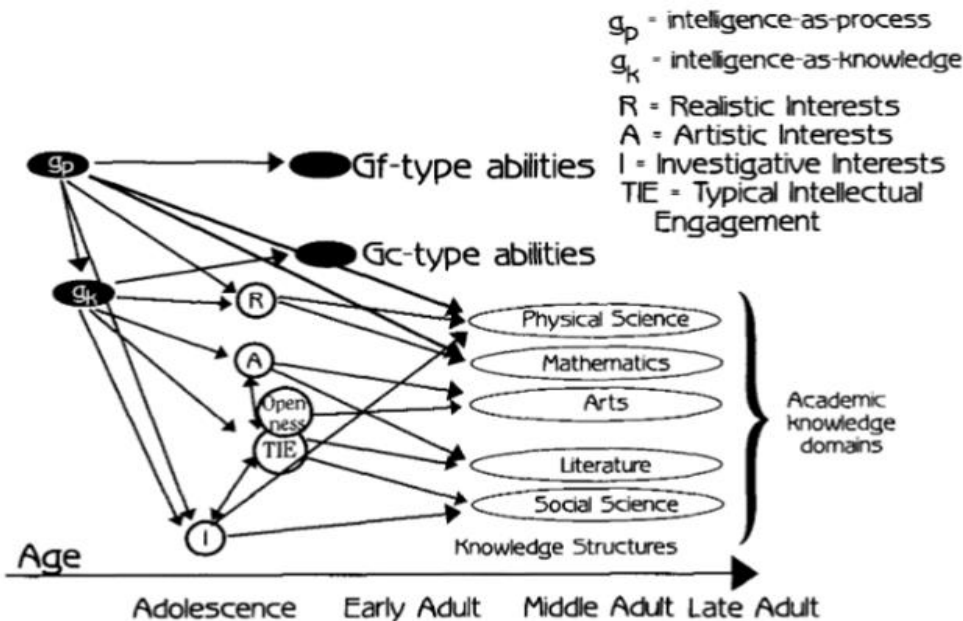 gp = intelligence-as-process
gk = intelligence-as-knowledge
R = Realistic Interests
A = Artistic Interests
I = Investigative Interests
TIE = Typical Intellectual
Engagement
gp
Gf-type abilities
Gc-type abilities
gk
R
Physical Science
A
Mathematics
Open
ness
Arts
Academic
knowledge
domains
TIE
Literature
Social Science
I
Knowledge Structures
Age
Adolescence Early Adult Middle Adult Late Adult